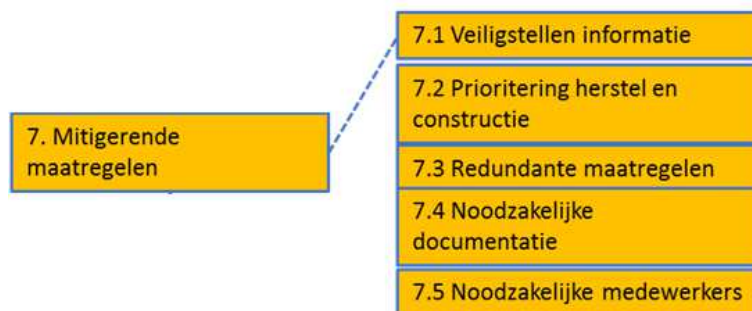 7. Mitigerende
maatregelen
7.1 Veiligstellen informatie
7.2 Prioritering herstel en
constructie
7.3 Redundante maatregelen
7.4 Noodzakelijke
documentatie
7.5 Noodzakelijke medewerkers